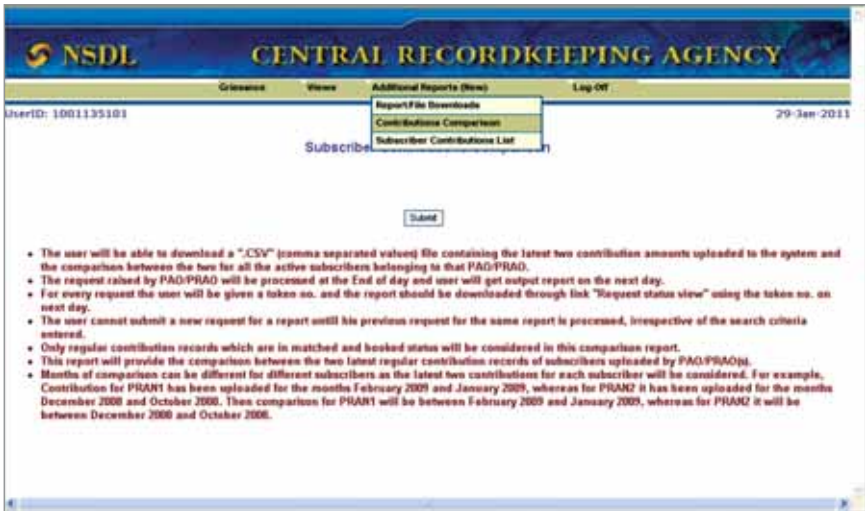 NSDL
CENTRAL RECORDKEEPING AGENCY
Grievance Views Additional Reports (New) Log Off
Report/File Downloads
UserID: 1001135101
29-Jan-2011
Contributions Comparison
Subscriber Contributions List
Submit
• The user will be able to download a ".CSV" (comma separated values) file containing the latest two contribution amounts uploaded to the system and
the comparison between the two for all the active subscribers belonging to that PAO/PRAO.
• The request raised by PAO/PRAO will be processed at the End of day and user will get output report on the next day.
• For every request the user will be given a token no. and the report should be downloaded through link "Request status view" using the token no. on
next day.
• The user cannot submit a new request for a report untill his previous request for the same report is processed, irrespective of the search criteria
entered.
• Only regular contribution records which are in matched and booked status will be considered in this comparison report.
• This report will provide the comparison between the two latest regular contribution records of subscribers uploaded by PAO/PRAO(s).
• Months of comparison can be different for different subscribers as the latest two contributions for each subscriber will be considered. For example,
Contribution for PRAN1 has been uploaded for the months February 2009 and January 2009, whereas for PRAN2 it has been uploaded for the months
December 2008 and October 2008. Then comparison for PRAN1 will be between February 2009 and January 2009, whereas for PRAN2 it will be
between December 2008 and October 2008.